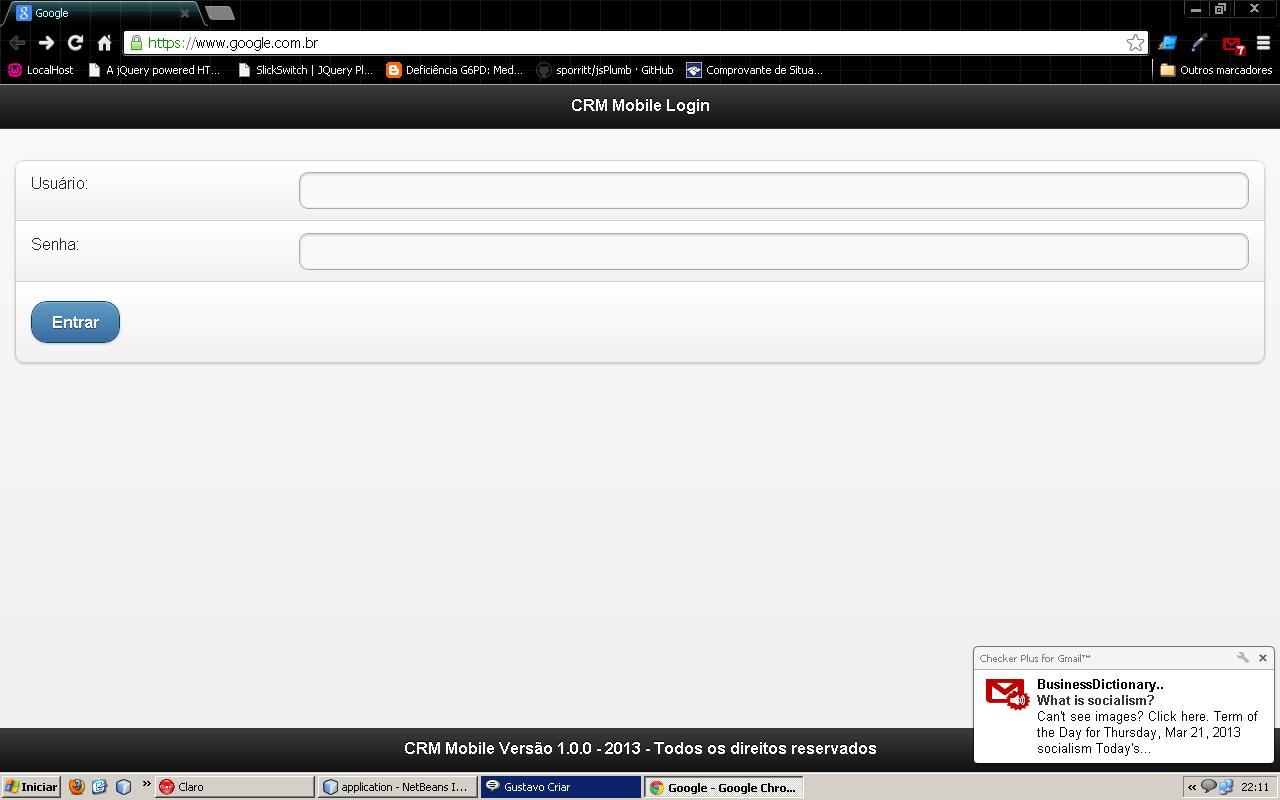 Google
https://www.google.com.br
7
LocalHost
A jQuery powered HT...
SlickSwitch | JQuery Pl...
Deficiência G6PD: Med...
sporritt/jsPlumb · GitHub
Comprovante de Situa...
Outros marcadores
CRM Mobile Login
Usuário:
Senha:
Entrar
Checker Plus for Gmail™
BusinessDictionary..
What is socialism?
Can't see images? Click here. Term of
the Day for Thursday, Mar 21, 2013
socialism Today's...
CRM Mobile Versão 1.0.0 - 2013 - Todos os direitos reservados
Iniciar
Claro
application - NetBeans I...
Gustavo Criar
Google - Google Chro...
22:11